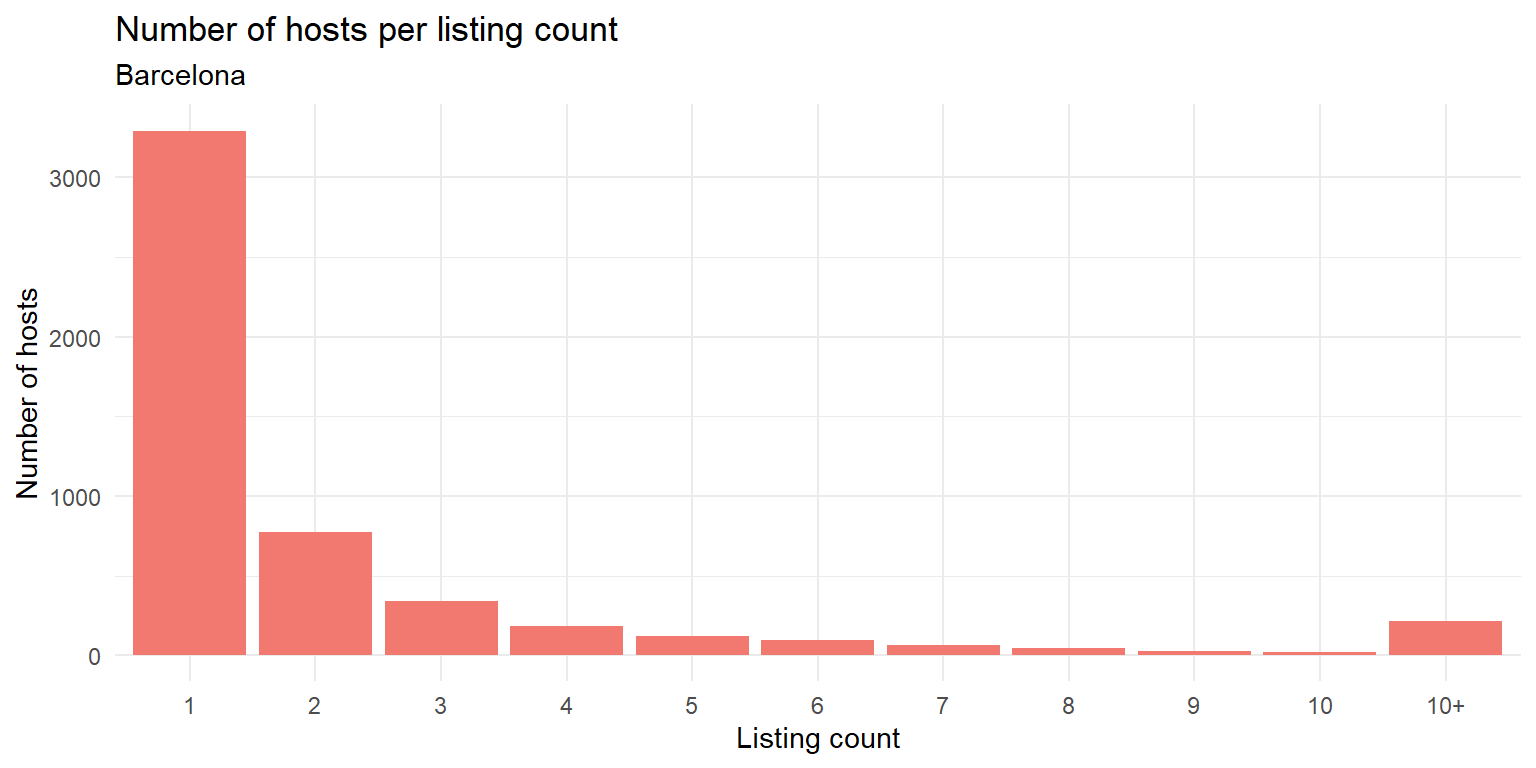 Number of hosts per listing count
Barcelona
Number of hosts
3000
2000
1000
0
1 2 3 4 5 6 7 8 9 10 10+
Listing count